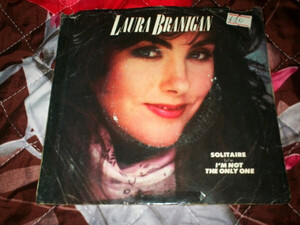 LAURA BRANIGAN
SOLITAIRE
I'M NOT
THE ONLY ONE